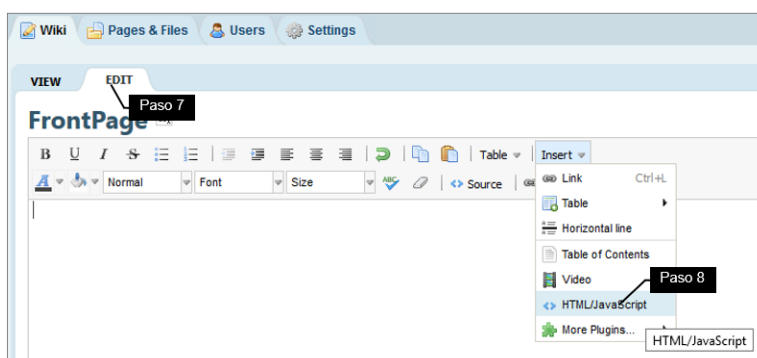 Wiki Pages & Files Users Settings
VIEW EDIT
Paso 7
FrontPage
B U I S Table Insert
A Normal Font Size ABC Source
Link Ctrl+L
Table
Horizontal line
Table of Contents
Video
Paso 8
HTML/JavaScript
More Plugins...
HTML/JavaScript